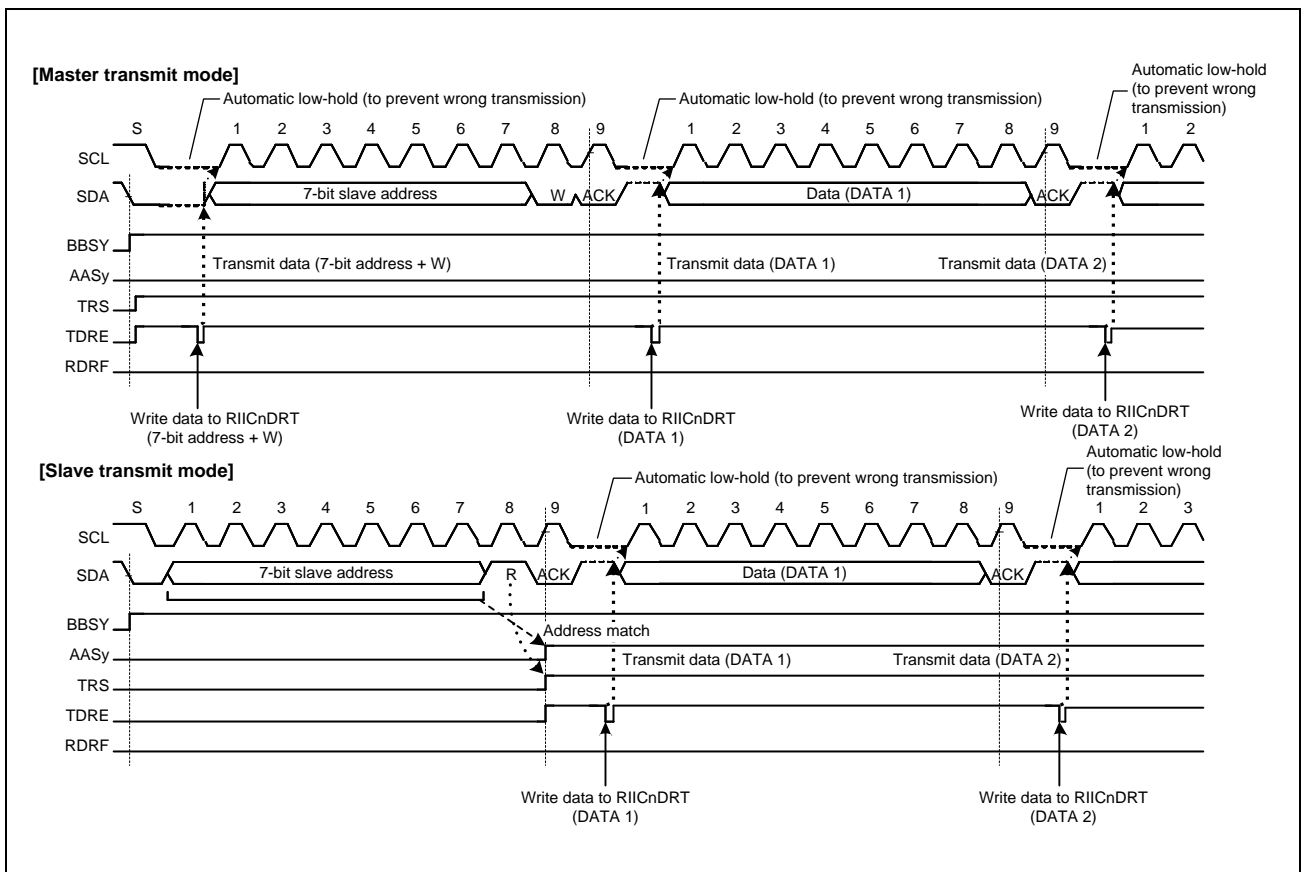 [Master transmit mode]
Automatic low-hold (to prevent wrong transmission)
Automatic low-hold (to prevent wrong transmission)
Automatic low-hold
(to prevent wrong
transmission)
S 1 2 3 4 5 6 7 8 9 1 2 3 4 5 6 7 8 9 1 2
SCL
SDA 7-bit slave address W ACK Data (DATA 1) ACK
BBSY
Transmit data (7-bit address + W) Transmit data (DATA 1) Transmit data (DATA 2)
AASy
TRS
TDRE
RDRF
Write data to RIICnDRT
(7-bit address + W)
Write data to RIICnDRT
(DATA 1)
Write data to RIICnDRT
(DATA 2)
[Slave transmit mode]
Automatic low-hold (to prevent wrong transmission)
Automatic low-hold
(to prevent wrong
transmission)
S 1 2 3 4 5 6 7 8 9 1 2 3 4 5 6 7 8 9 1 2 3
SCL
SDA 7-bit slave address R ACK Data (DATA 1) ACK
BBSY
Address match
AASy
Transmit data (DATA 1) Transmit data (DATA 2)
TRS
TDRE
RDRF
Write data to RIICnDRT
(DATA 1)
Write data to RIICnDRT
(DATA 2)